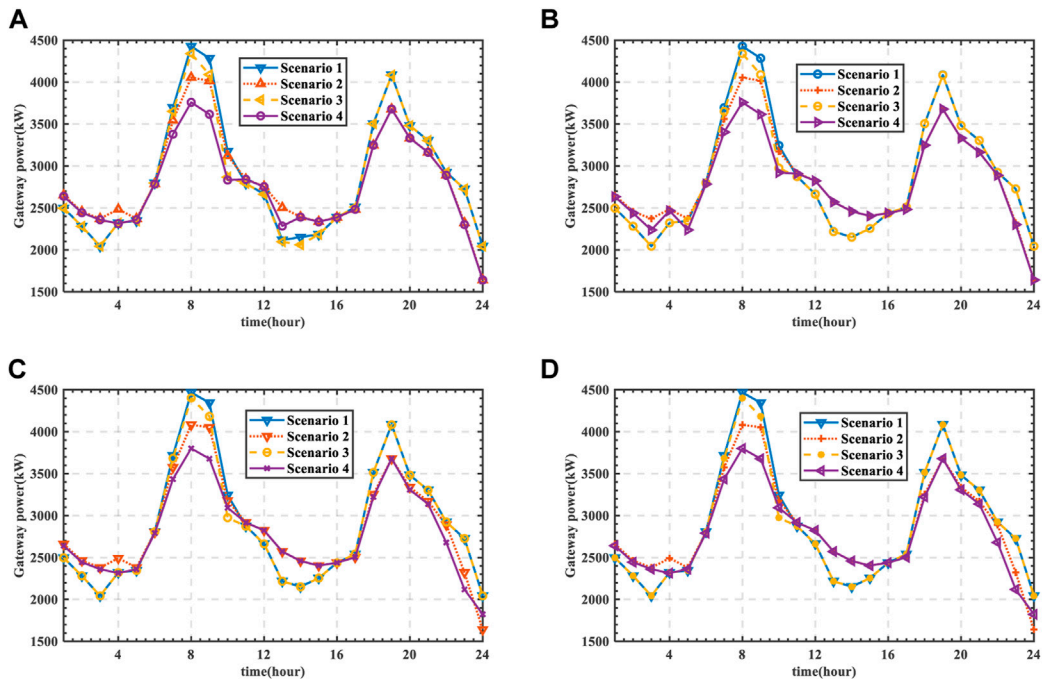 A
Gateway power(kW)
4500
4000
3500
3000
2500
2000
1500
4
8
12
16
20
24
time(hour)
Scenario 1
Scenario 2
Scenario 3
Scenario 4
B
Gateway power(kW)
4500
4000
3500
3000
2500
2000
1500
4
8
12
16
20
24
time(hour)
Scenario 1
Scenario 2
Scenario 3
Scenario 4
C
Gateway power(kW)
4500
4000
3500
3000
2500
2000
1500
4
8
12
16
20
24
time(hour)
Scenario 1
Scenario 2
Scenario 3
Scenario 4
D
Gateway power(kW)
4500
4000
3500
3000
2500
2000
1500
4
8
12
16
20
24
time(hour)
Scenario 1
Scenario 2
Scenario 3
Scenario 4